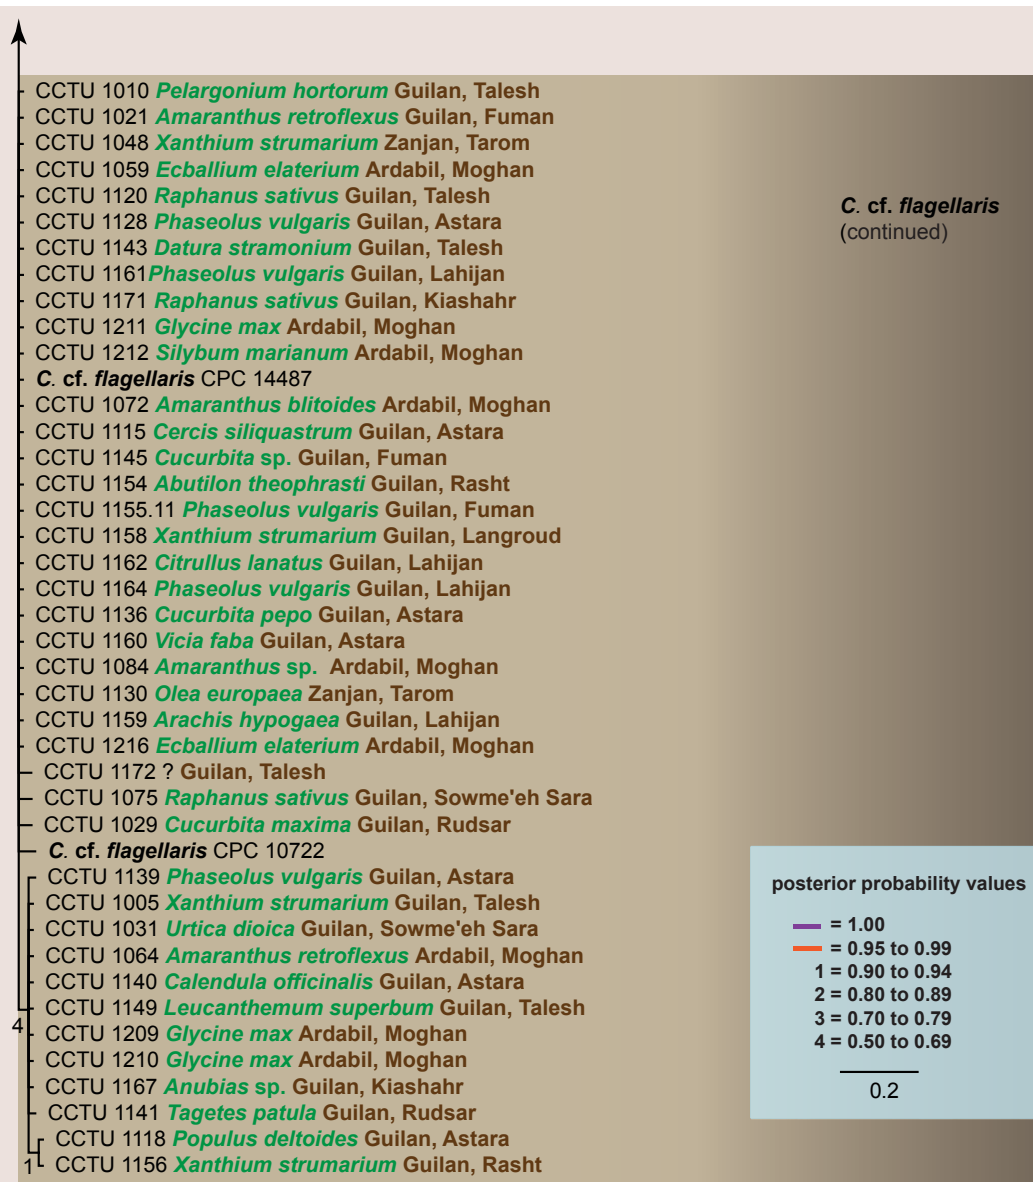 CCTU 1010 Pelargonium hortorum Guilan, Talesh
CCTU 1021 Amaranthus retroflexus Guilan, Fuman
CCTU 1048 Xanthium strumarium Zanjan, Tarom
CCTU 1059 Ecballium elaterium Ardabil, Moghan
CCTU 1120 Raphanus sativus Guilan, Talesh
CCTU 1128 Phaseolus vulgaris Guilan, Astara
CCTU 1143 Datura stramonium Guilan, Talesh
CCTU 1161Phaseolus vulgaris Guilan, Lahijan
CCTU 1171 Raphanus sativus Guilan, Kiashahr
CCTU 1211 Glycine max Ardabil, Moghan
CCTU 1212 Silybum marianum Ardabil, Moghan
C. cf. flagellaris CPC 14487
CCTU 1072 Amaranthus blitoides Ardabil, Moghan
CCTU 1115 Cercis siliquastrum Guilan, Astara
CCTU 1145 Cucurbita sp. Guilan, Fuman
CCTU 1154 Abutilon theophrasti Guilan, Rasht
CCTU 1155.11 Phaseolus vulgaris Guilan, Fuman
CCTU 1158 Xanthium strumarium Guilan, Langroud
CCTU 1162 Citrullus lanatus Guilan, Lahijan
CCTU 1164 Phaseolus vulgaris Guilan, Lahijan
CCTU 1136 Cucurbita pepo Guilan, Astara
CCTU 1160 Vicia faba Guilan, Astara
CCTU 1084 Amaranthus sp. Ardabil, Moghan
CCTU 1130 Olea europaea Zanjan, Tarom
CCTU 1159 Arachis hypogaea Guilan, Lahijan
CCTU 1216 Ecballium elaterium Ardabil, Moghan
CCTU 1172 ? Guilan, Talesh
CCTU 1075 Raphanus sativus Guilan, Sowme'eh Sara
CCTU 1029 Cucurbita maxima Guilan, Rudsar
C. cf. flagellaris CPC 10722
CCTU 1139 Phaseolus vulgaris Guilan, Astara
CCTU 1005 Xanthium strumarium Guilan, Talesh
CCTU 1031 Urtica dioica Guilan, Sowme'eh Sara
CCTU 1064 Amaranthus retroflexus Ardabil, Moghan
CCTU 1140 Calendula officinalis Guilan, Astara
CCTU 1149 Leucanthemum superbum Guilan, Talesh
4
CCTU 1209 Glycine max Ardabil, Moghan
CCTU 1210 Glycine max Ardabil, Moghan
CCTU 1167 Anubias sp. Guilan, Kiashahr
CCTU 1141 Tagetes patula Guilan, Rudsar
CCTU 1118 Populus deltoides Guilan, Astara
1
CCTU 1156 Xanthium strumarium Guilan, Rasht
C. cf. flagellaris
(continued)
posterior probability values
= 1.00
= 0.95 to 0.99
1 = 0.90 to 0.94
2 = 0.80 to 0.89
3 = 0.70 to 0.79
4 = 0.50 to 0.69
0.2